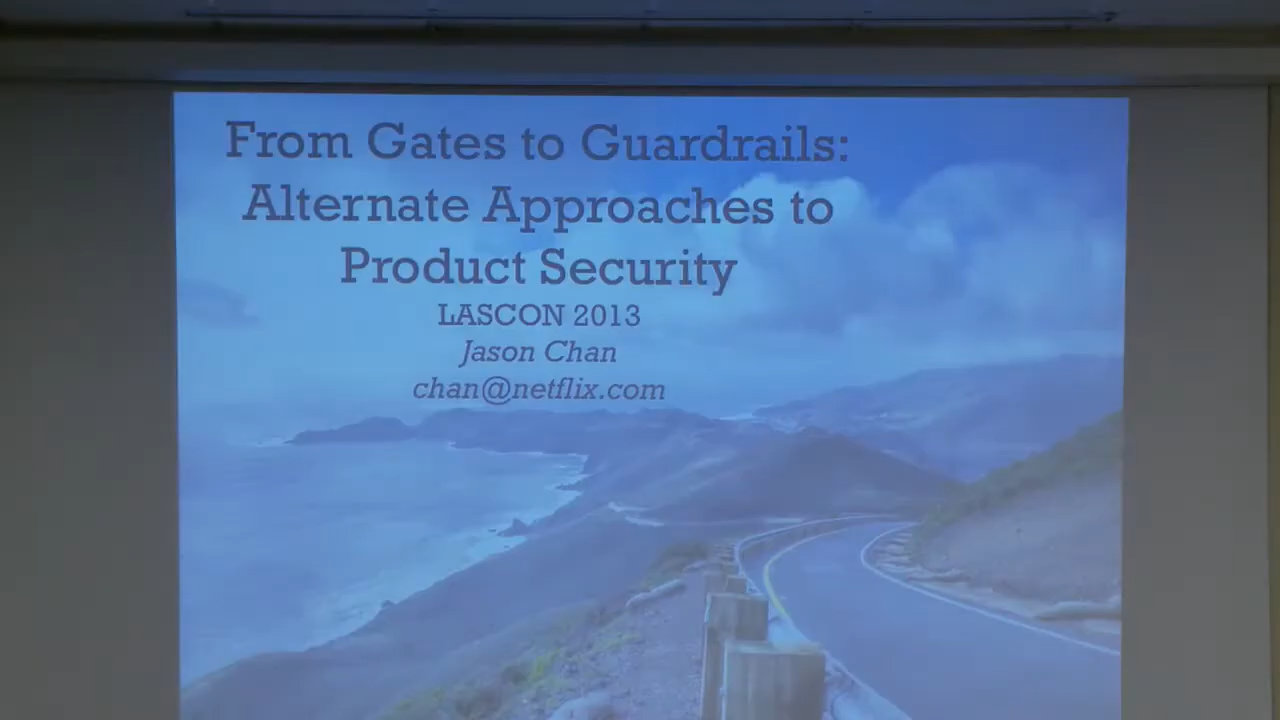 From Gates to Guardrails:
Alternate Approaches to
Product Security
LASCON 2013
Jason Chan
chan@netflix.com